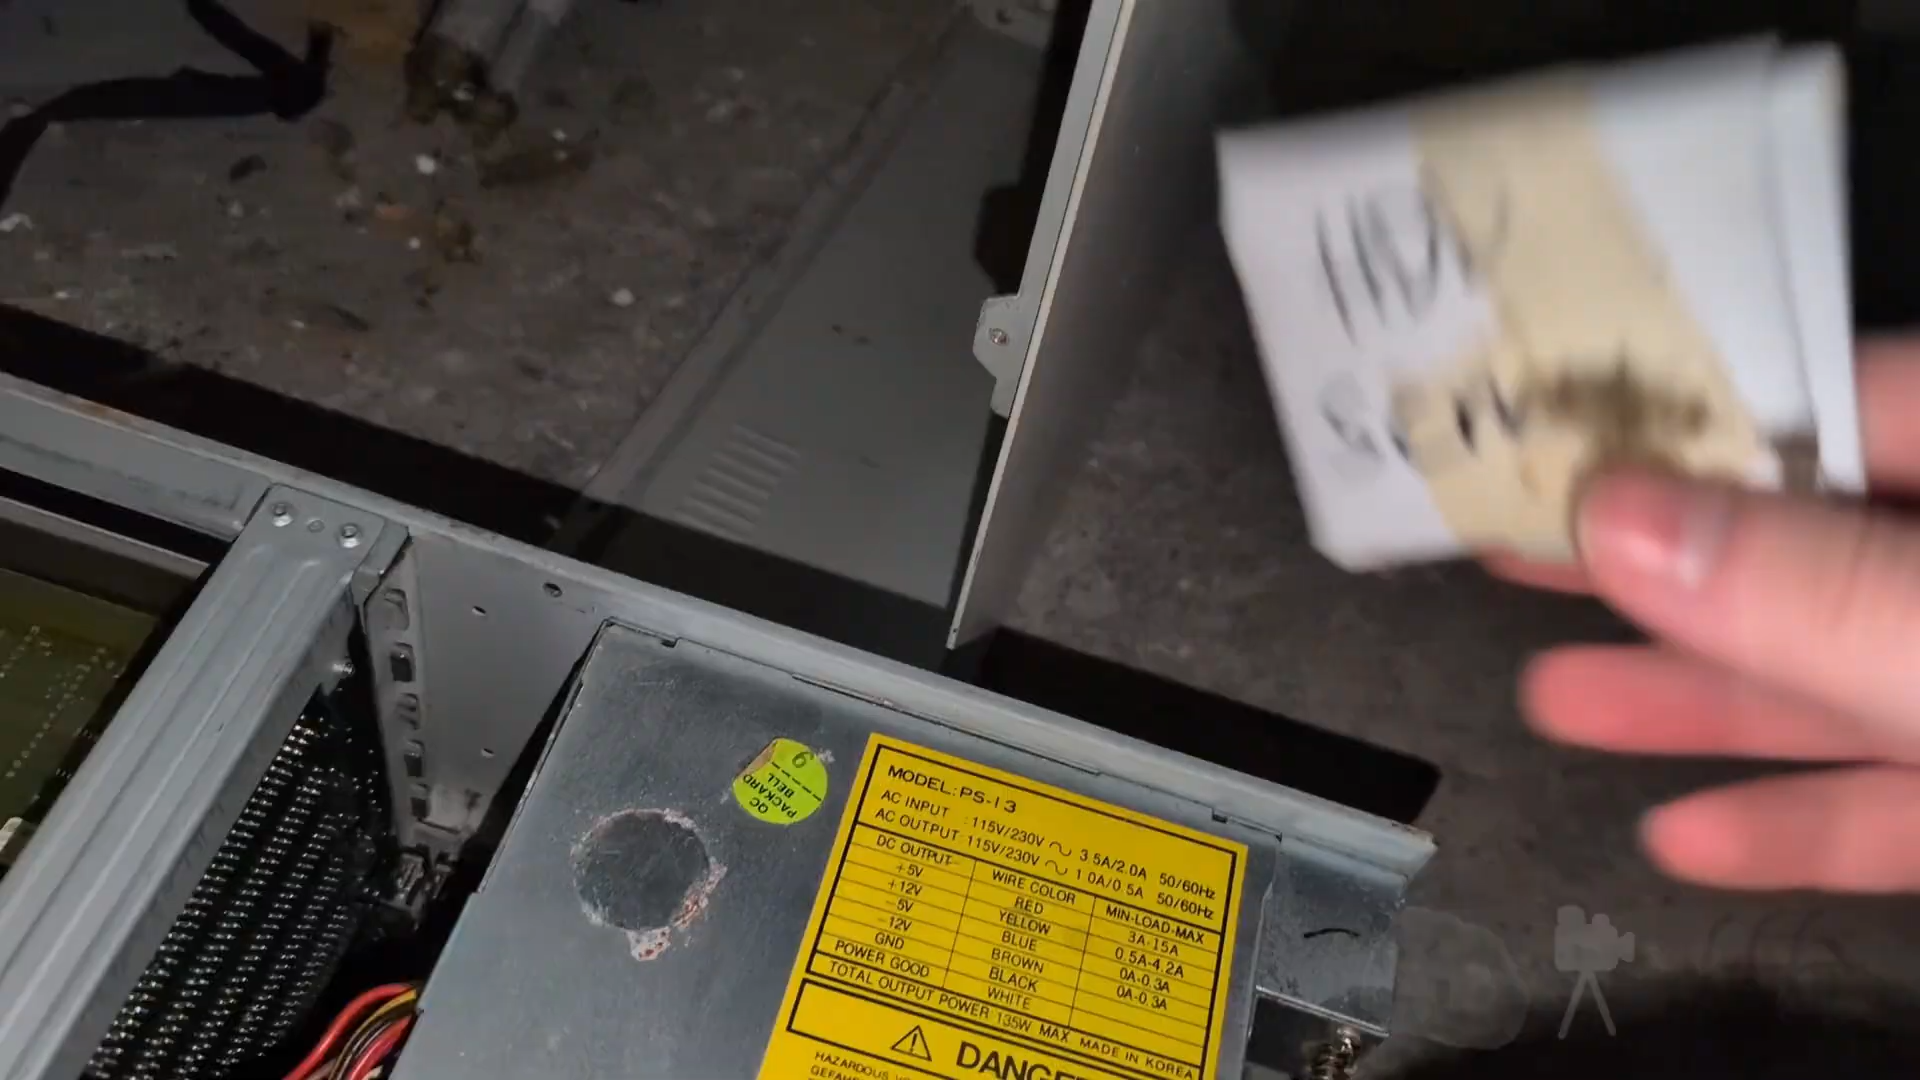 QC
PACKARD
BELL
9
MODEL: PS-13
AC INPUT : 115V/230V ~ 3.5A/2.0A 50/60Hz
AC OUTPUT : 115V/230V ~ 1.0A/0.5A 50/60Hz
DC OUTPUT WIRE COLOR MIN-LOAD-MAX
+5V RED 3A-15A
+12V YELLOW 0.5A-4.2A
-5V BLUE 0A-0.3A
-12V BROWN 0A-0.3A
GND BLACK
POWER GOOD WHITE
TOTAL OUTPUT POWER 135W MAX MADE IN KOREA
HAZARDOUS